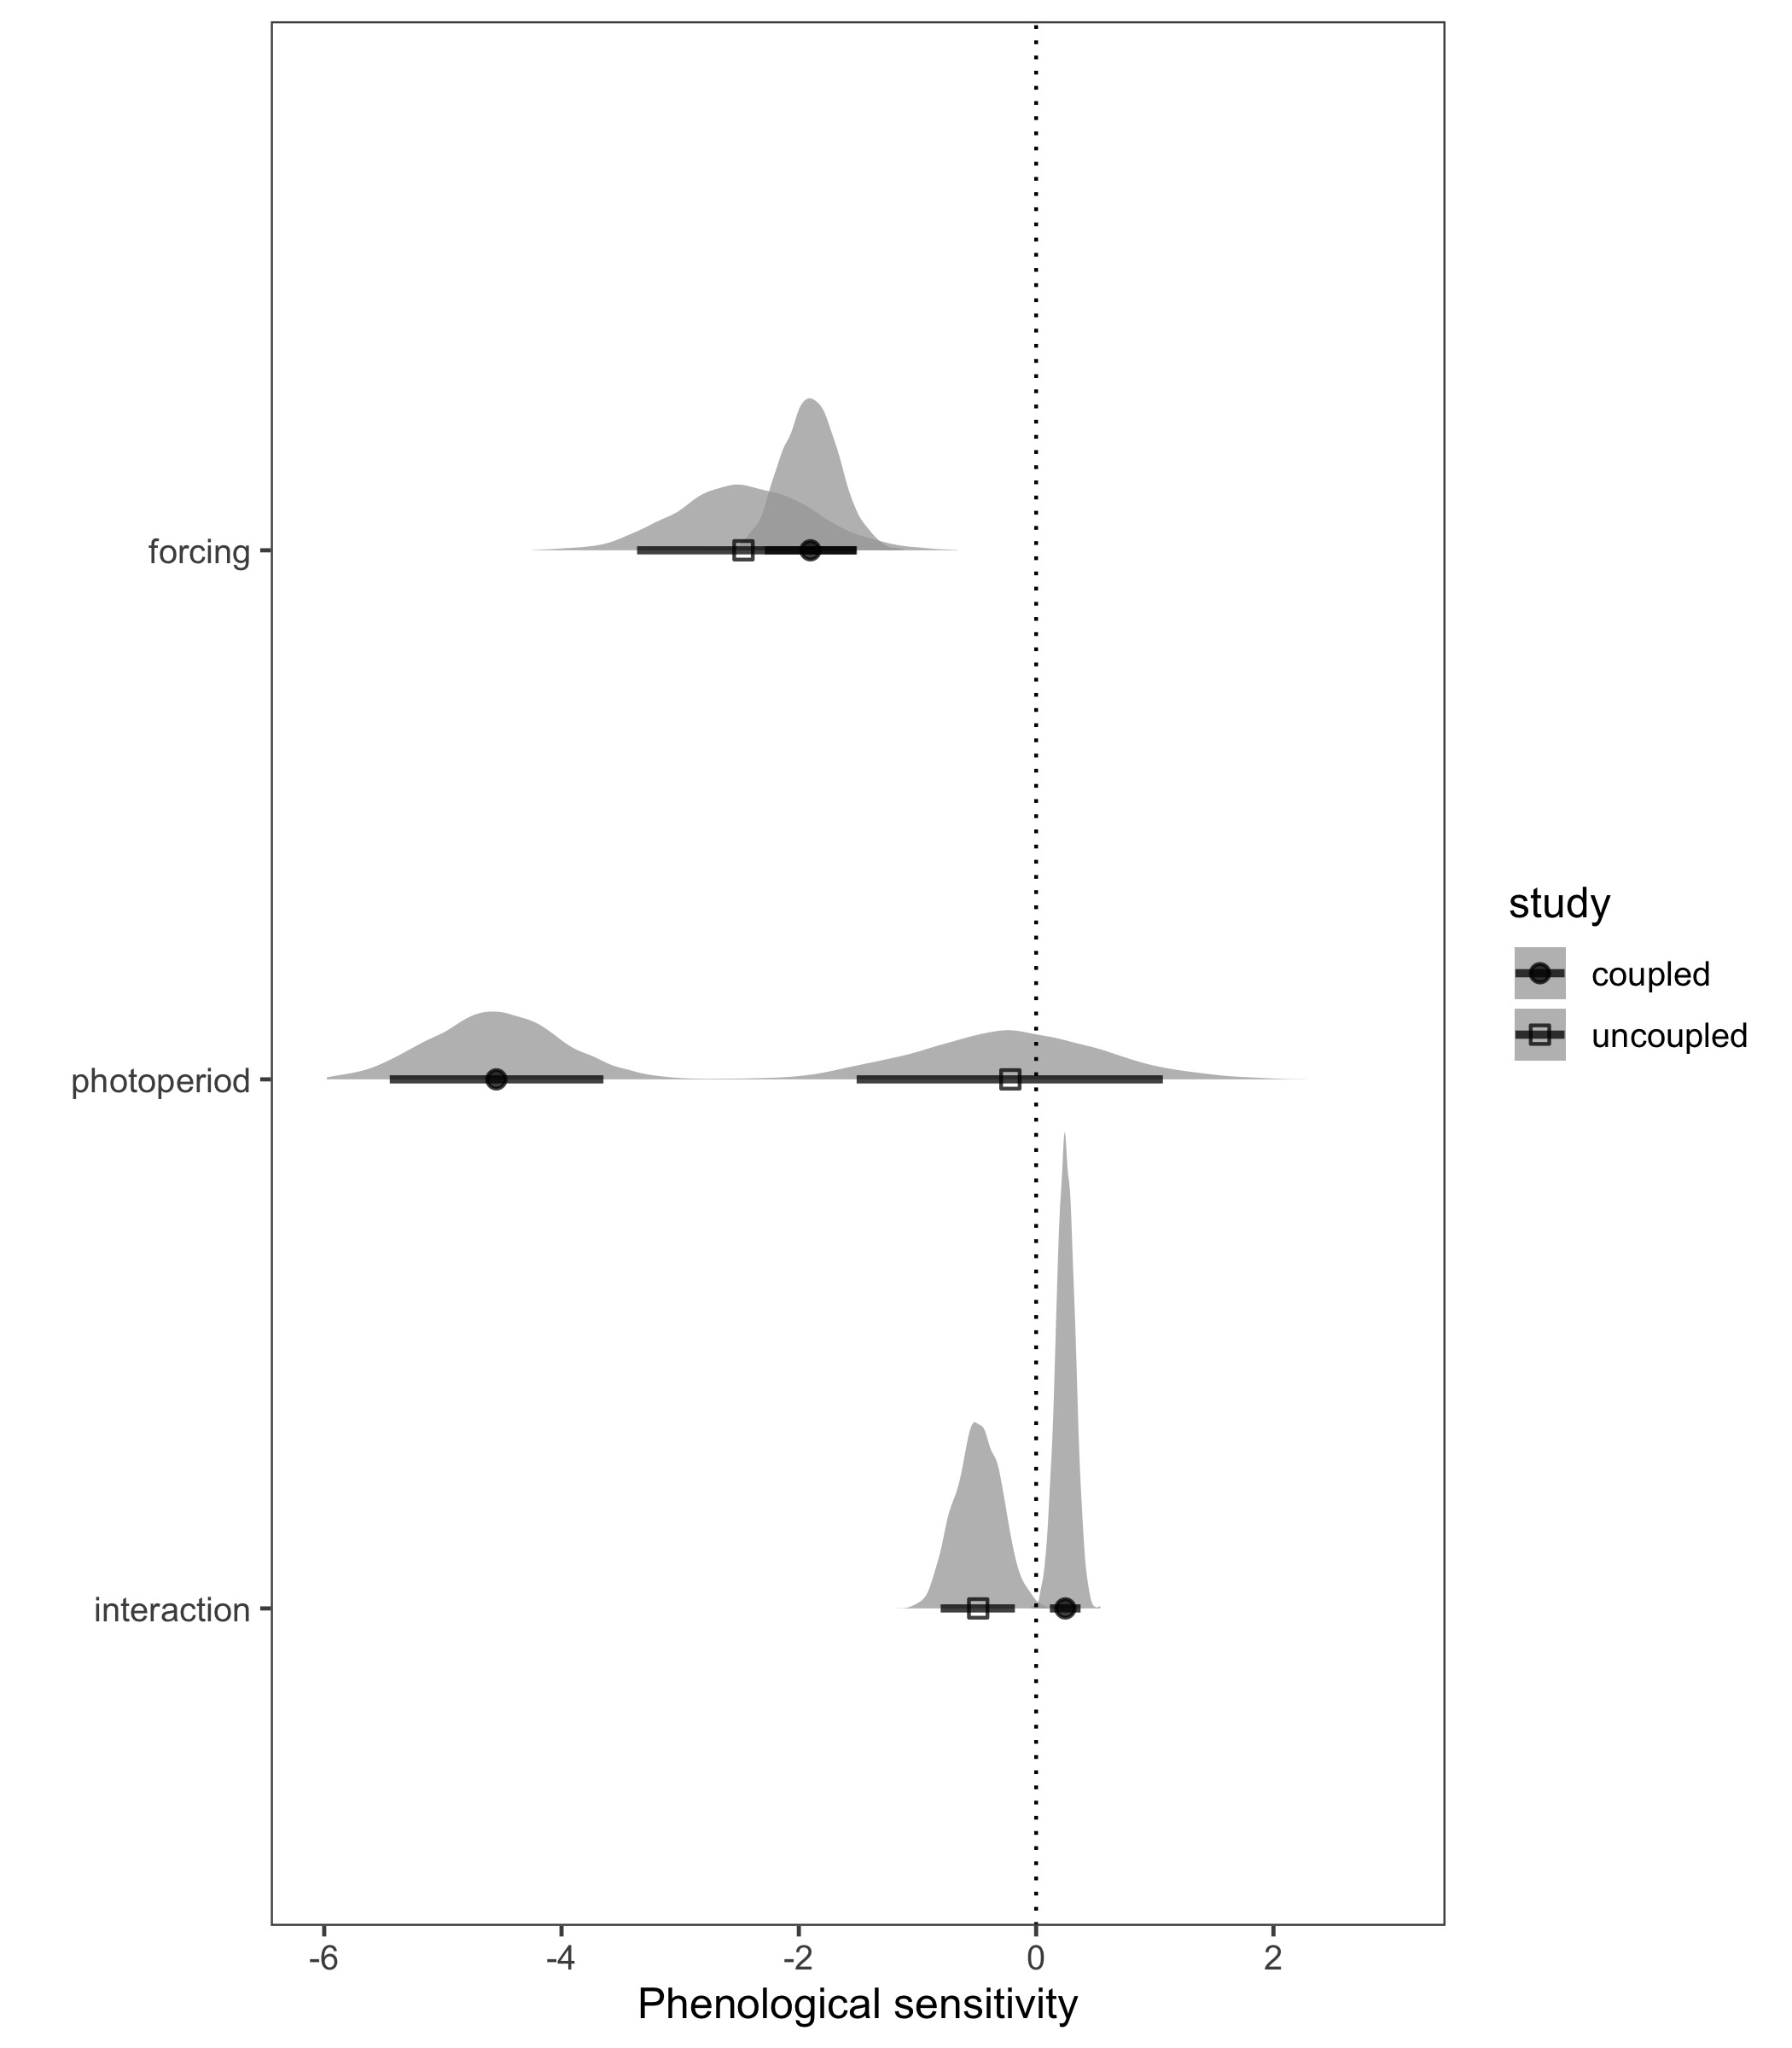 forcing
photoperiod
interaction
-6 -4 -2 0 2
Phenological sensitivity
study
coupled
uncoupled